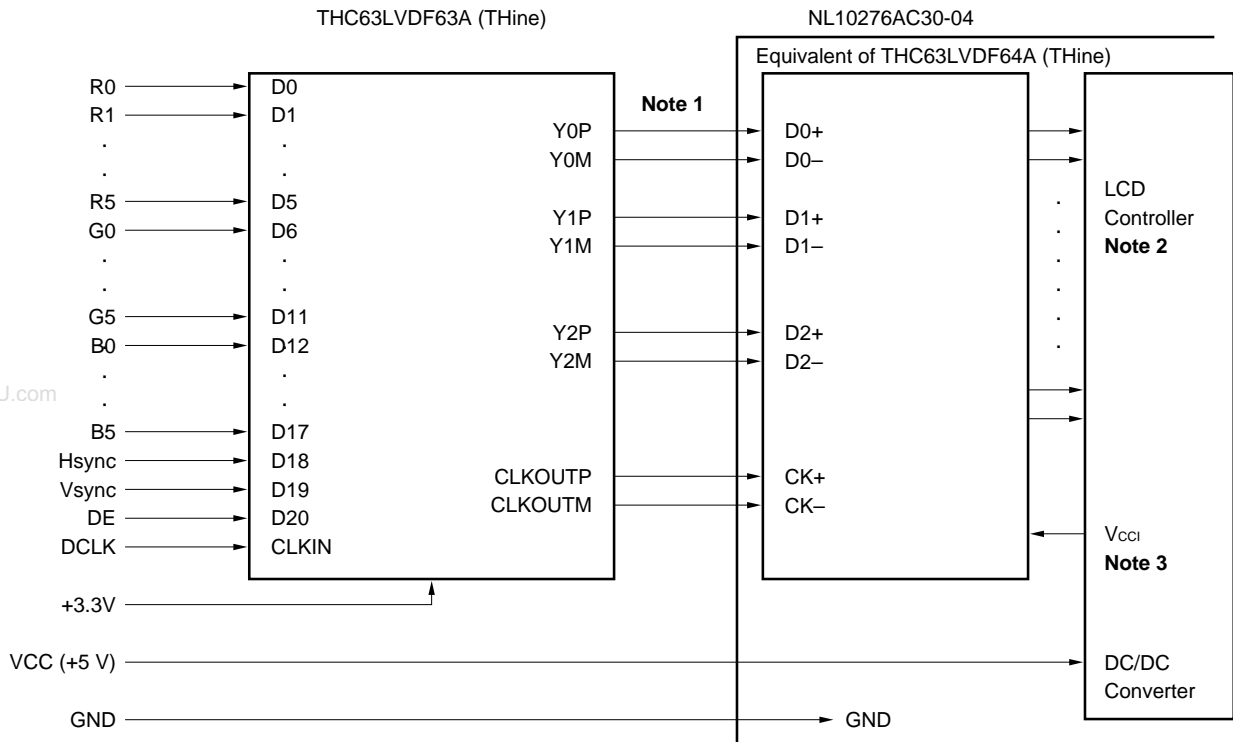 THC63LVDF63A (THine)
NL10276AC30-04
Equivalent of THC63LVDF64A (THine)
R0
R1
.
.
R5
G0
.
.
G5
B0
.
.
B5
Hsync
Vsync
DE
DCLK
+3.3V
VCC (+5 V)
GND
D0
D1
.
.
D5
D6
.
.
D11
D12
.
.
D17
D18
D19
D20
CLKIN
Y0P
Y0M
Y1P
Y1M
Y2P
Y2M
CLKOUTP
CLKOUTM
Note 1
D0+
D0–
D1+
D1–
D2+
D2–
CK+
CK–
GND
.
.
.
.
.
.
LCD
Controller
Note 2
VCCI
Note 3
DC/DC
Converter
U.com